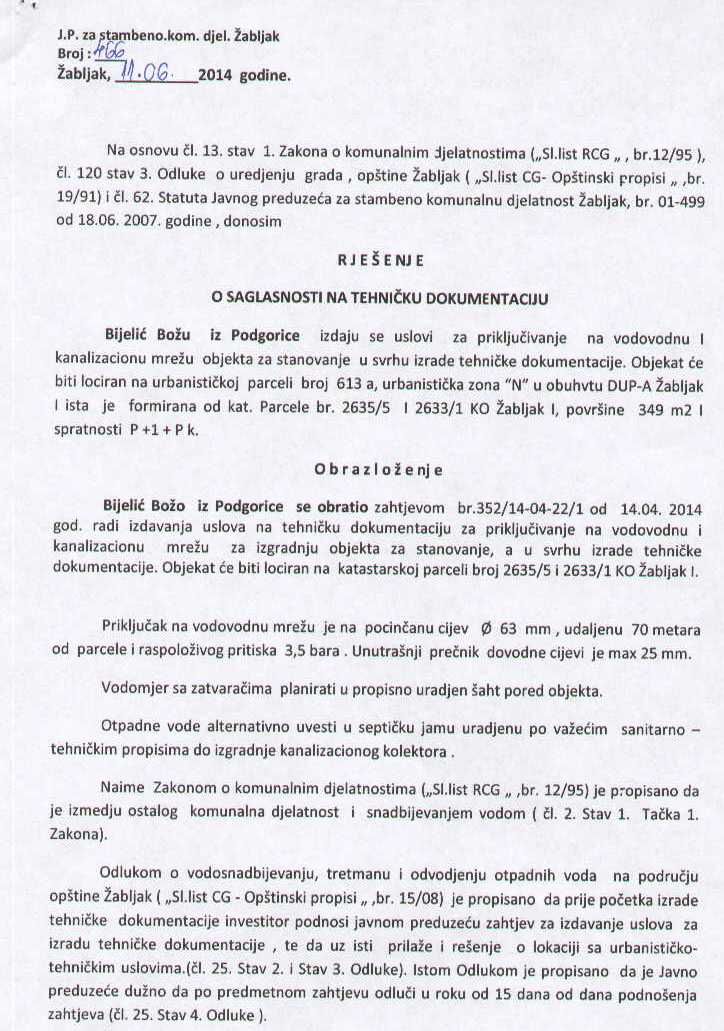 J.P. za stambeno.kom. djel. Žabljak
Broj : 466
Žabljak, 11.06. 2014 godine.
Na osnovu čl. 13. stav 1. Zakona o komunalnim djelatnostima („Sl.list RCG „ , br.12/95 ),
čl. 120 stav 3. Odluke o uredjenju grada , opštine Žabljak ( „Sl.list CG- Opštinski propisi „ ,br.
19/91) i čl. 62. Statuta Javnog preduzeća za stambeno komunalnu djelatnost Žabljak, br. 01-499
od 18.06. 2007. godine , donosim
R J E Š E NJ E
O SAGLASNOSTI NA TEHNIČKU DOKUMENTACIJU
Bijelić Božu iz Podgorice izdaju se uslovi za priključivanje na vodovodnu I
kanalizacionu mrežu objekta za stanovanje u svrhu izrade tehničke dokumentacije. Objekat će
biti lociran na urbanističkoj parceli broj 613 a, urbanistička zona “N” u obuhvtu DUP-A Žabljak
I ista je formirana od kat. Parcele br. 2635/5 I 2633/1 KO Žabljak I, površine 349 m2 I
spratnosti P +1 + P k.
O b r a z l o ž e nj e
Bijelić Božo iz Podgorice se obratio zahtjevom br.352/14-04-22/1 od 14.04. 2014
god. radi izdavanja uslova na tehničku dokumentaciju za priključivanje na vodovodnu i
kanalizacionu mrežu za izgradnju objekta za stanovanje, a u svrhu izrade tehničke
dokumentacije. Objekat će biti lociran na katastarskoj parceli broj 2635/5 i 2633/1 KO Žabljak I.
Priključak na vodovodnu mrežu je na pocinčanu cijev Ø 63 mm , udaljenu 70 metara
od parcele i raspoloživog pritiska 3,5 bara . Unutrašnji prečnik dovodne cijevi je max 25 mm.
Vodomjer sa zatvaračima planirati u propisno uradjen šaht pored objekta.
Otpadne vode alternativno uvesti u septičku jamu uradjenu po važećim sanitarno –
tehničkim propisima do izgradnje kanalizacionog kolektora .
Naime Zakonom o komunalnim djelatnostima („Sl.list RCG „ ,br. 12/95) je propisano da
je izmedju ostalog komunalna djelatnost i snadbijevanjem vodom ( čl. 2. Stav 1. Tačka 1.
Zakona).
Odlukom o vodosnadbijevanju, tretmanu i odvodjenju otpadnih voda na području
opštine Žabljak ( „Sl.list CG - Opštinski propisi „ ,br. 15/08) je propisano da prije početka izrade
tehničke dokumentacije investitor podnosi javnom preduzeću zahtjev za izdavanje uslova za
izradu tehničke dokumentacije , te da uz isti prilaže i rešenje o lokaciji sa urbanističko-
tehničkim uslovima.(čl. 25. Stav 2. i Stav 3. Odluke). Istom Odlukom je propisano da je Javno
preduzeće dužno da po predmetnom zahtjevu odluči u roku od 15 dana od dana podnošenja
zahtjeva (čl. 25. Stav 4. Odluke ).